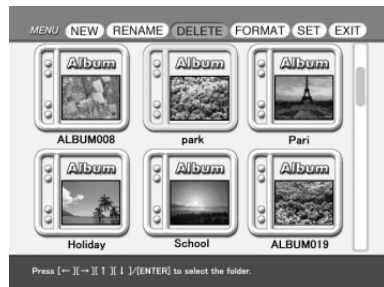 MENU NEW RENAME DELETE FORMAT SET EXIT
Album Album Album
ALBUM008 park Pari
Album Album Album
Holiday School ALBUM019
Press [←][→][↑][↓]/[ENTER] to select the folder.